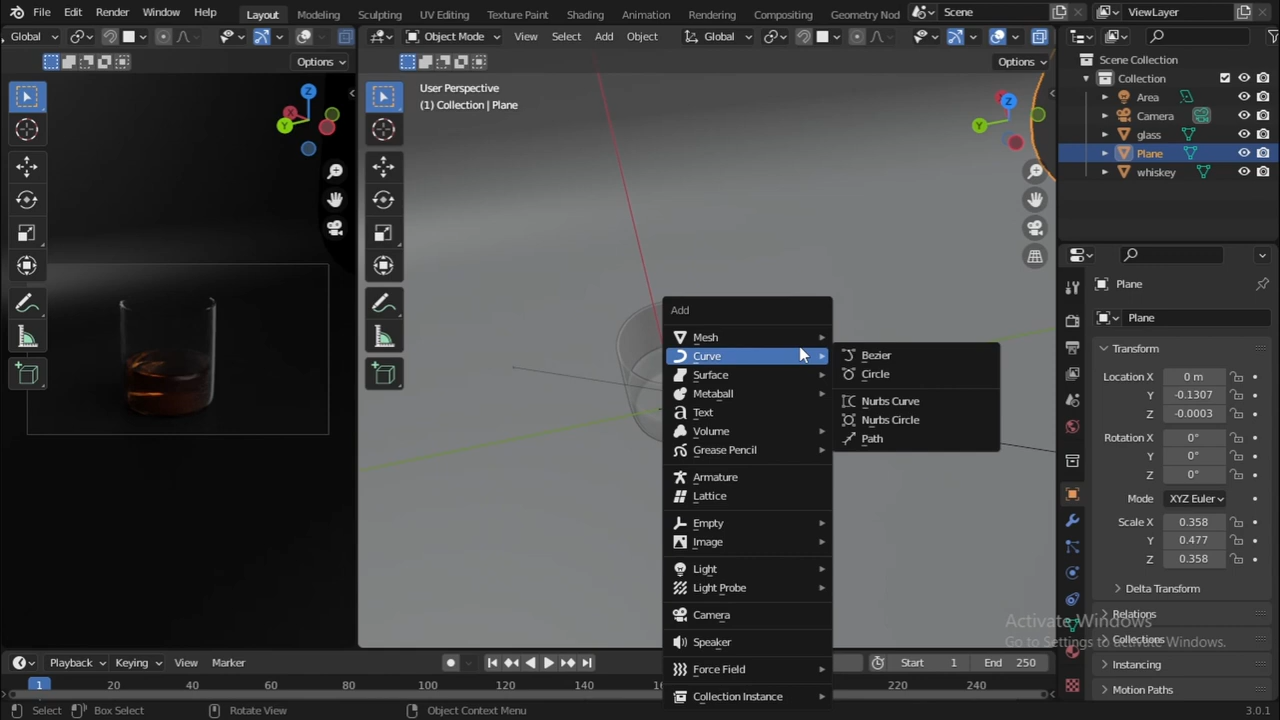 File Edit Render Window Help Layout Modeling Sculpting UV Editing Texture Paint Shading Animation Rendering Compositing Geometry Nod Scene ViewLayer
Global Object Mode View Select Add Object Global
Options Options
User Perspective
(1) Collection | Plane
Scene Collection
Collection
Area
Camera
glass
Plane
whiskey
X
Y
Z
X
Y
Z
Add
Mesh
Curve
Surface
Metaball
Text
Volume
Grease Pencil
Armature
Lattice
Empty
Image
Light
Light Probe
Camera
Speaker
Force Field
Collection Instance
Bezier
Circle
Nurbs Curve
Nurbs Circle
Path
Plane
Plane
Transform
Location X 0 m
Y -0.1307
Z -0.0003
Rotation X 0°
Y 0°
Z 0°
Mode XYZ Euler
Scale X 0.358
Y 0.477
Z 0.358
Delta Transform
Relations
Collections
Instancing
Motion Paths
Activate Windows
Go to Settings to activate Windows.
Playback Keying View Marker Start 1 End 250
1 20 40 60 80 100 120 140 220 240
Select Box Select Rotate View Object Context Menu 3.0.1